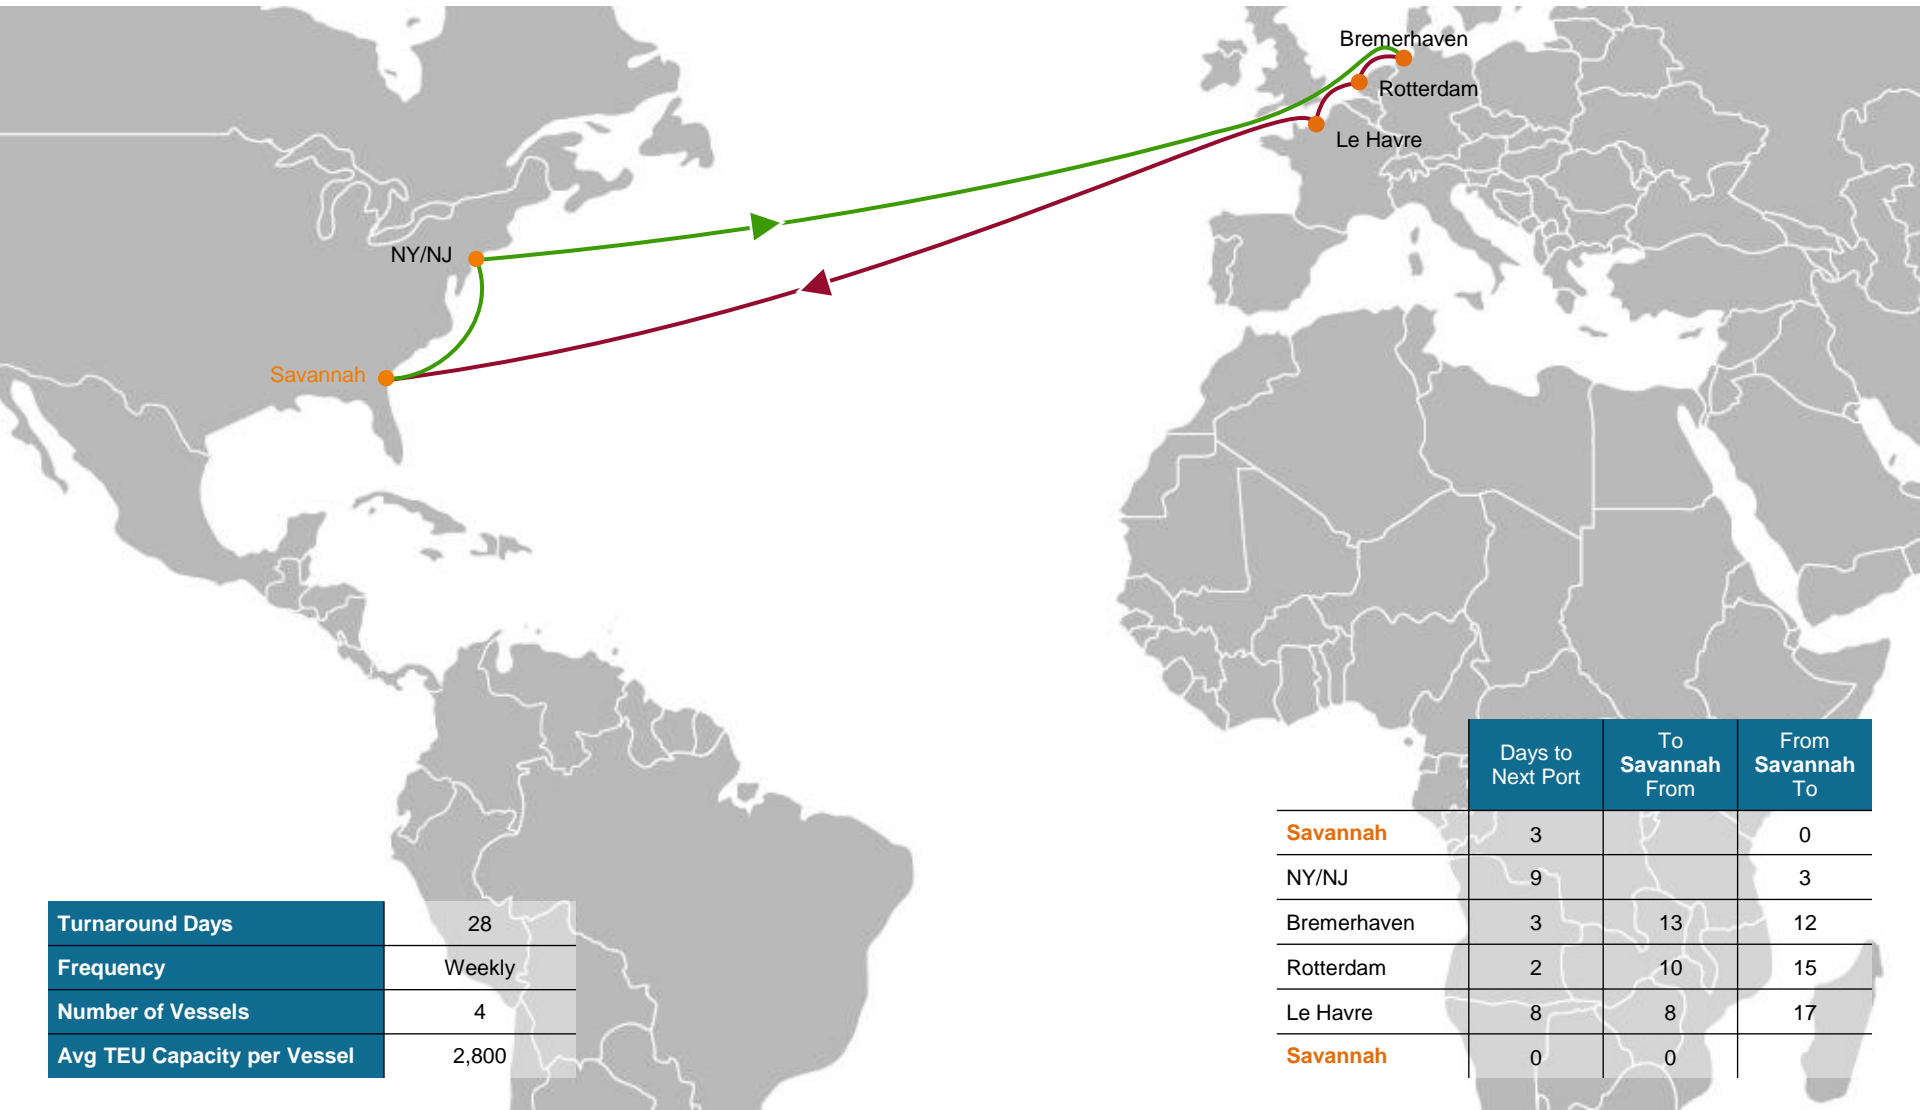 Bremerhaven
Rotterdam
Le Havre
NY/NJ
Savannah
Days to Next Port To Savannah From From Savannah To
Savannah 3 0
NY/NJ 9 3
Bremerhaven 3 13 12
Rotterdam 2 10 15
Le Havre 8 8 17
Savannah 0 0
Turnaround Days 28
Frequency Weekly
Number of Vessels 4
Avg TEU Capacity per Vessel 2,800